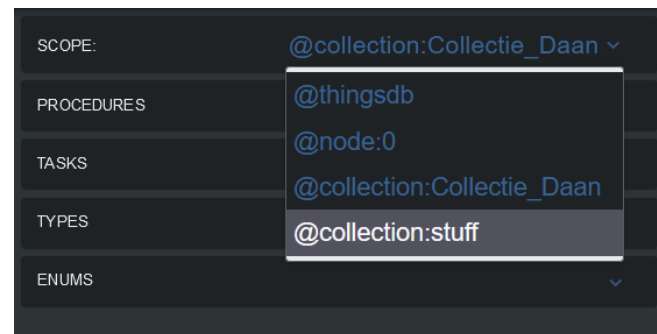 SCOPE: @collection:Collectie_Daan
@thingsdb
PROCEDURES
@node:0
TASKS
@collection:Collectie_Daan
TYPES
@collection:stuff
ENUMS